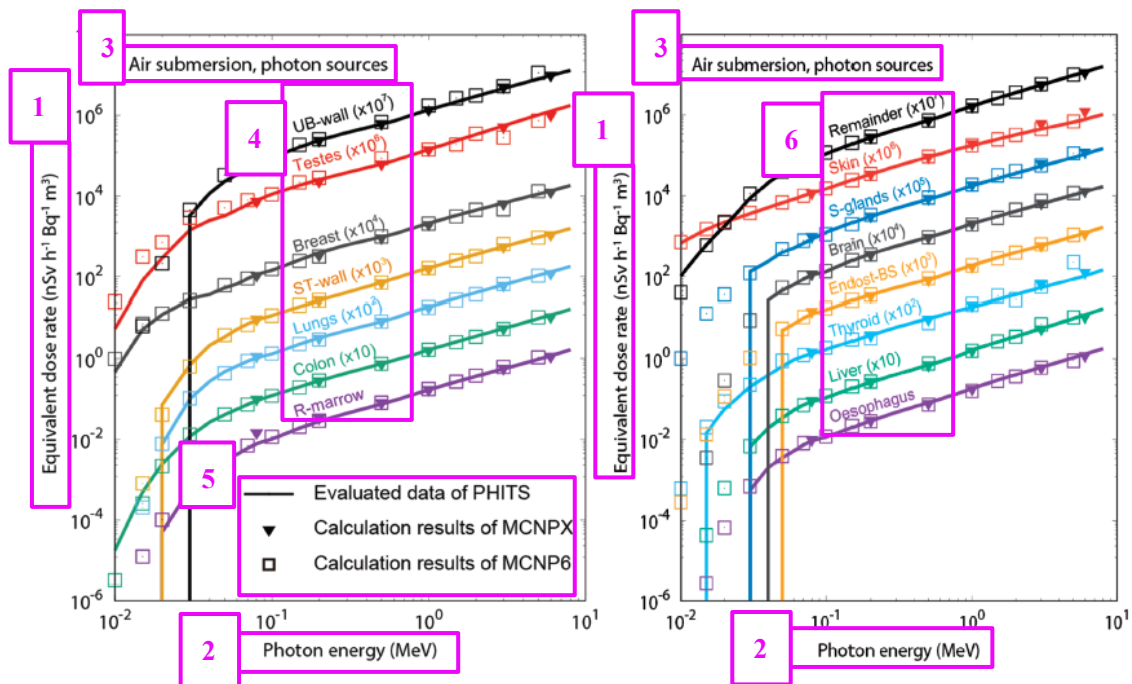 3
Air submersion, photon sources
1
Equivalent dose rate (nSv h⁻¹ Bq⁻¹ m³)
10⁶
10⁴
10²
10⁰
10⁻²
10⁻⁴
10⁻⁶
4
UB-wall (x10⁷)
Testes (x10⁶)
Breast (x10⁴)
ST-wall (x10³)
Lungs (x10²)
Colon (x10)
R-marrow
5
Evaluated data of PHITS
Calculation results of MCNPX
Calculation results of MCNP6
10⁻² 10⁻¹ 10⁰ 10¹
2
Photon energy (MeV)
3
Air submersion, photon sources
1
Equivalent dose rate (nSv h⁻¹ Bq⁻¹ m³)
10⁶
10⁴
10²
10⁰
10⁻²
10⁻⁴
10⁻⁶
6
Remainder
Skin (x10⁶)
S-glands (x10⁵)
Brain (x10⁴)
Endost-BS (x10³)
Thyroid (x10²)
Liver (x10)
Oesophagus
10⁻² 10⁻¹ 10⁰ 10¹
2
Photon energy (MeV)